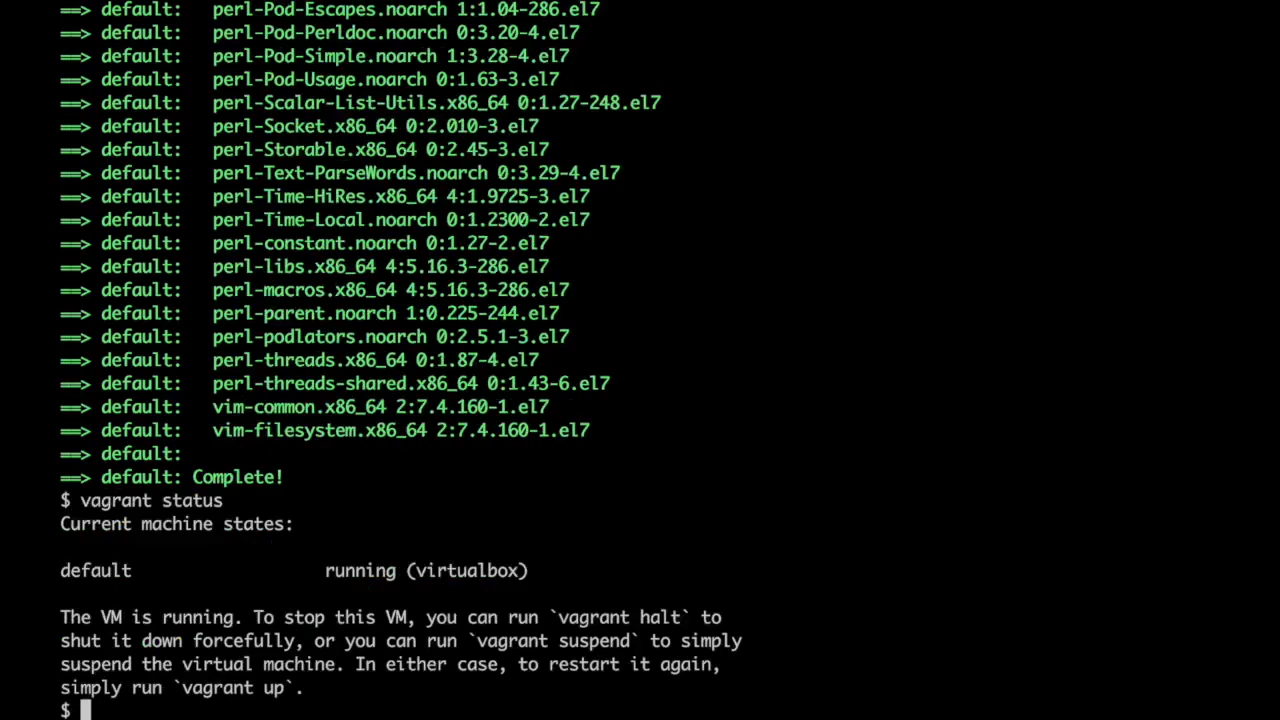 ==> default:   perl-Pod-Escapes.noarch 1:1.04-286.el7
==> default:   perl-Pod-Perldoc.noarch 0:3.20-4.el7
==> default:   perl-Pod-Simple.noarch 1:3.28-4.el7
==> default:   perl-Pod-Usage.noarch 0:1.63-3.el7
==> default:   perl-Scalar-List-Utils.x86_64 0:1.27-248.el7
==> default:   perl-Socket.x86_64 0:2.010-3.el7
==> default:   perl-Storable.x86_64 0:2.45-3.el7
==> default:   perl-Text-ParseWords.noarch 0:3.29-4.el7
==> default:   perl-Time-HiRes.x86_64 4:1.9725-3.el7
==> default:   perl-Time-Local.noarch 0:1.2300-2.el7
==> default:   perl-constant.noarch 0:1.27-2.el7
==> default:   perl-libs.x86_64 4:5.16.3-286.el7
==> default:   perl-macros.x86_64 4:5.16.3-286.el7
==> default:   perl-parent.noarch 1:0.225-244.el7
==> default:   perl-podlators.noarch 0:2.5.1-3.el7
==> default:   perl-threads.x86_64 0:1.87-4.el7
==> default:   perl-threads-shared.x86_64 0:1.43-6.el7
==> default:   vim-common.x86_64 2:7.4.160-1.el7
==> default:   vim-filesystem.x86_64 2:7.4.160-1.el7
==> default:
==> default: Complete!
$ vagrant status
Current machine states:
default                   running (virtualbox)
The VM is running. To stop this VM, you can run `vagrant halt` to
shut it down forcefully, or you can run `vagrant suspend` to simply
suspend the virtual machine. In either case, to restart it again,
simply run `vagrant up`.
$